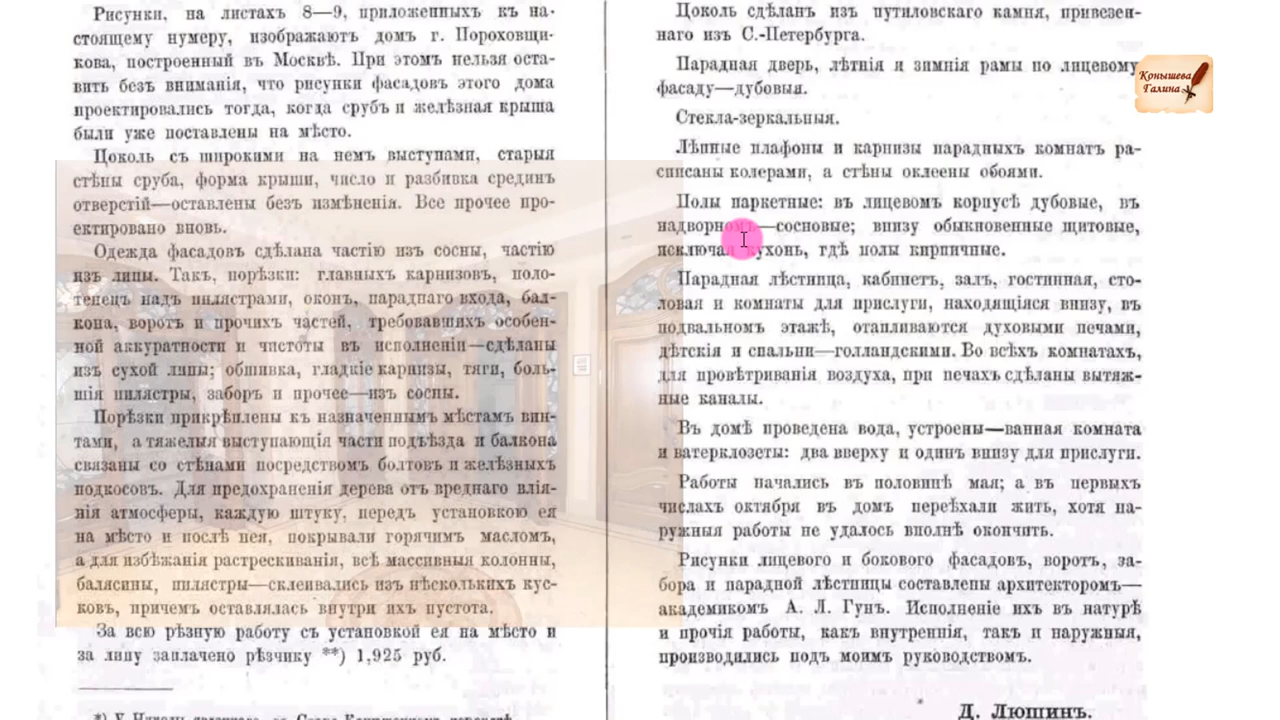 Рисунки, на листахъ 8—9, приложенныхъ къ на-
стоящему нумеру, изображаютъ домъ г. Пороховщи-
кова, построенный въ Москвѣ. При этомъ нельзя оста-
вить безъ вниманія, что рисунки фасадовъ этого дома
проектировались тогда, когда срубъ и желѣзная крыша
были уже поставлены на мѣсто.
Цоколь съ широкими на немъ выступами, старыя
стѣны сруба, форма крыши, число и разбивка срединъ
отверстій—оставлены безъ измѣненія. Все прочее про-
ектировано вновь.
Одежда фасадовъ сдѣлана частію изъ сосны, частію
изъ липы. Такъ, порѣзки: главныхъ карнизовъ, поло-
тенецъ надъ пилястрами, оконъ, параднаго входа, бал-
кона, воротъ и прочихъ частей, требовавшихъ особен-
ной аккуратности и чистоты въ исполненіи—сдѣланы
изъ сухой липы; обшивка, гладкіе карнизы, тяги, боль-
шія пилястры, заборъ и прочее—изъ сосны.
Порѣзки прикрѣплены къ назначеннымъ мѣстамъ вин-
тами, а тяжелыя выступающія части подъѣзда и балкона
связаны со стѣнами посредствомъ болтовъ и желѣзныхъ
подкосовъ. Для предохраненія дерева отъ вреднаго влія-
нія атмосферы, каждую штуку, передъ установкою ея
на мѣсто и послѣ нея, покрывали горячимъ масломъ,
а для избѣжанія растрескиванія, всѣ массивныя колонны,
балясины, пилястры—склеивались изъ нѣсколькихъ кус-
ковъ, причемъ оставлялась внутри ихъ пустота.
За всю рѣзную работу съ установкой ея на мѣсто и
за липу заплачено рѣзчику **) 1,925 руб.
Цоколь сдѣланъ изъ путиловскаго камня, привезен-
наго изъ С.-Петербурга.
Парадная дверь, лѣтнія и зимнія рамы по лицевому
фасаду—дубовыя.
Стекла-зеркальныя.
Лѣпные плафоны и карнизы парадныхъ комнатъ ра-
списаны колерами, а стѣны оклеены обоями.
Полы паркетные: въ лицевомъ корпусѣ дубовые, въ
надворномъ—сосновые; внизу обыкновенные щитовые,
исключая кухонь, гдѣ полы кирпичные.
Парадная лѣстница, кабинетъ, залъ, гостинная, сто-
ловая и комнаты для прислуги, находящіяся внизу, въ
подвальномъ этажѣ, отапливаются духовыми печами,
дѣтскія и спальни—голландскими. Во всѣхъ комнатахъ,
для провѣтриванія воздуха, при печахъ сдѣланы вытяж-
ные каналы.
Въ домѣ проведена вода, устроены—ванная комната
и ватерклозеты: два вверху и одинъ внизу для прислуги.
Работы начались въ половинѣ мая; а въ первыхъ
числахъ октября въ домъ переѣхали жить, хотя на-
ружныя работы не удалось вполнѣ окончить.
Рисунки лицевого и бокового фасадовъ, воротъ, за-
бора и парадной лѣстницы составлены архитекторомъ—
академикомъ А. Л. Гунъ. Исполненіе ихъ въ натурѣ
и прочія работы, какъ внутреннія, такъ и наружныя,
производились подъ моимъ руководствомъ.
Д. Люшинъ.
Конышева
Галина